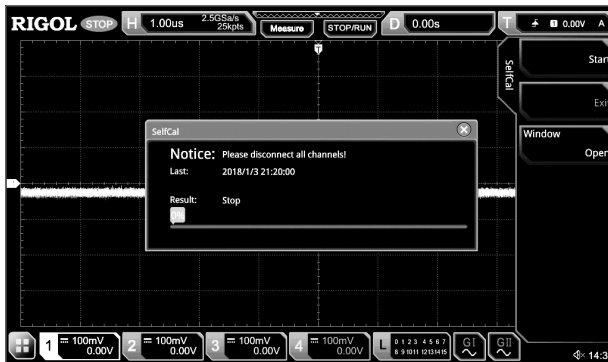 RIGOL STOP H 1.00us 2.5GSa/s 25kpts Measure STOP/RUN D 0.00s T 1 0.00V A
T
SelfCal
Start
Exi
Window
Open
SelfCal
Notice: Please disconnect all channels!
Last: 2018/1/3 21:20:00
Result: Stop
0%
1 100mV 0.00V 2 100mV 0.00V 3 100mV 0.00V 4 100mV 0.00V L 0 1 2 3 4 5 6 7 8 9 10 11 12 13 14 15 GI GII
14:3